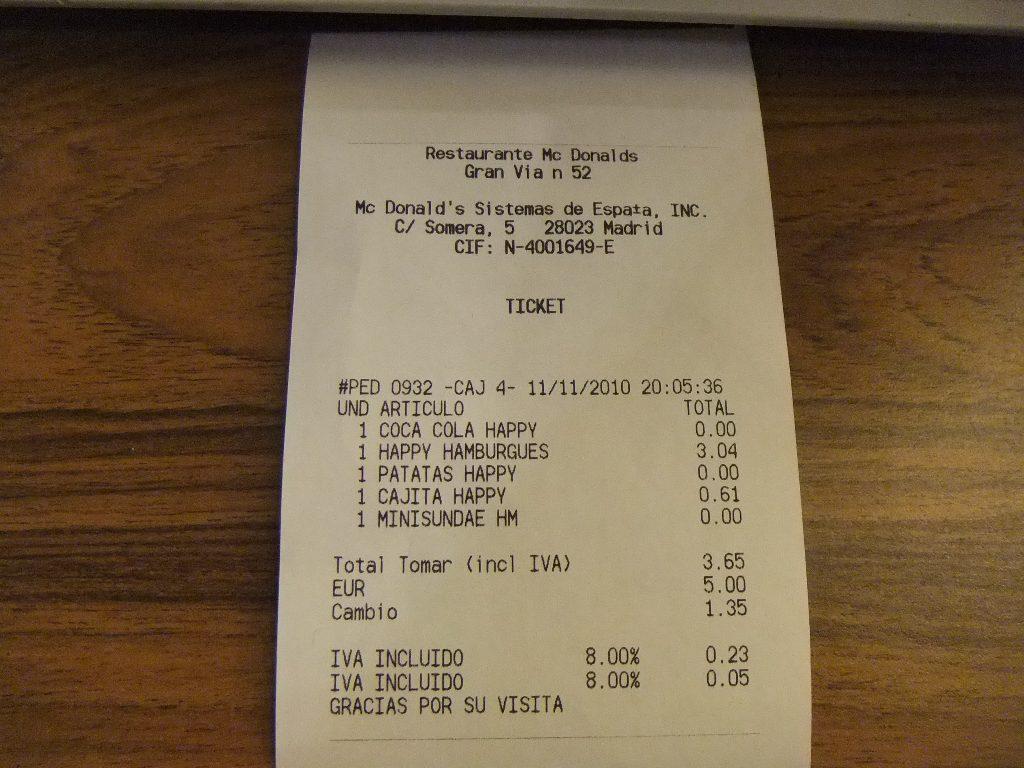 Restaurante Mc Donalds
Gran Via n 52
Mc Donald's Sistemas de Espa±a, INC.
C/ Somera, 5 28023 Madrid
CIF: N-4001649-E
TICKET
#PED 0932 -CAJ 4- 11/11/2010 20:05:36
UND ARTICULO TOTAL
1 COCA COLA HAPPY 0.00
1 HAPPY HAMBURGUES 3.04
1 PATATAS HAPPY 0.00
1 CAJITA HAPPY 0.61
1 MINISUNDAE HM 0.00
Total Tomar (incl IVA) 3.65
EUR 5.00
Cambio 1.35
IVA INCLUIDO 8.00% 0.23
IVA INCLUIDO 8.00% 0.05
GRACIAS POR SU VISITA